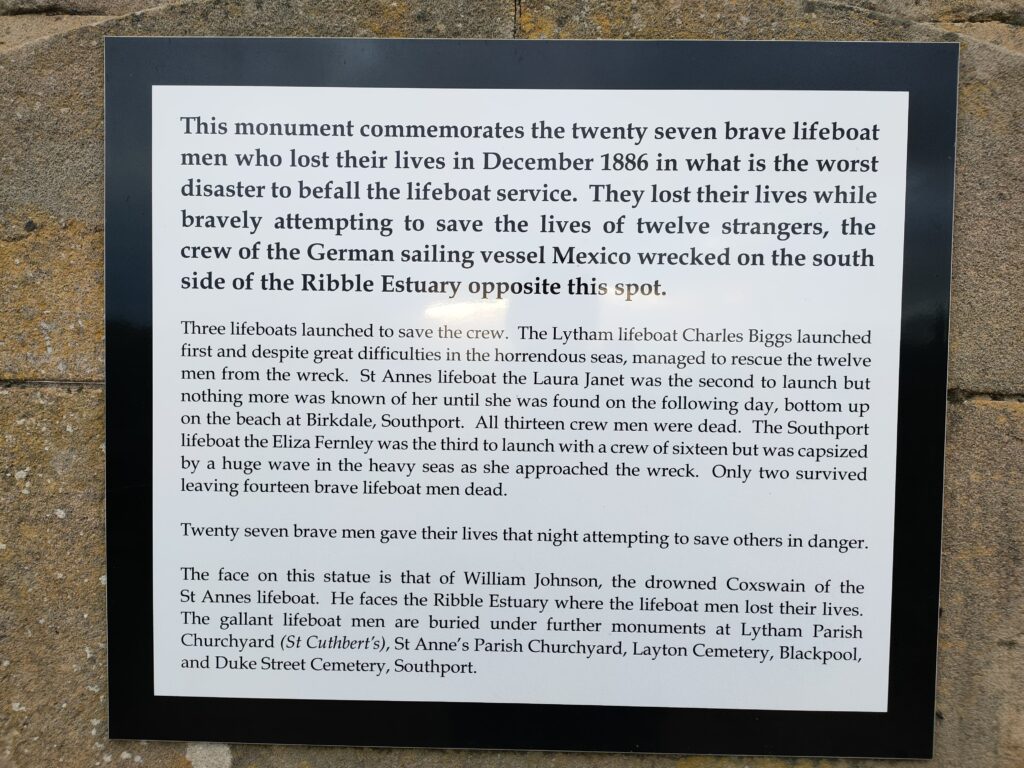 This monument commemorates the twenty seven brave lifeboat
men who lost their lives in December 1886 in what is the worst
disaster to befall the lifeboat service. They lost their lives while
bravely attempting to save the lives of twelve strangers, the
crew of the German sailing vessel Mexico wrecked on the south
side of the Ribble Estuary opposite this spot.
Three lifeboats launched to save the crew. The Lytham lifeboat Charles Biggs launched
first and despite great difficulties in the horrendous seas, managed to rescue the twelve
men from the wreck. St Annes lifeboat the Laura Janet was the second to launch but
nothing more was known of her until she was found on the following day, bottom up
on the beach at Birkdale, Southport. All thirteen crew men were dead. The Southport
lifeboat the Eliza Fernley was the third to launch with a crew of sixteen but was capsized
by a huge wave in the heavy seas as she approached the wreck. Only two survived
leaving fourteen brave lifeboat men dead.
Twenty seven brave men gave their lives that night attempting to save others in danger.
The face on this statue is that of William Johnson, the drowned Coxswain of the
St Annes lifeboat. He faces the Ribble Estuary where the lifeboat men lost their lives.
The gallant lifeboat men are buried under further monuments at Lytham Parish
Churchyard (St Cuthbert's), St Anne's Parish Churchyard, Layton Cemetery, Blackpool,
and Duke Street Cemetery, Southport.